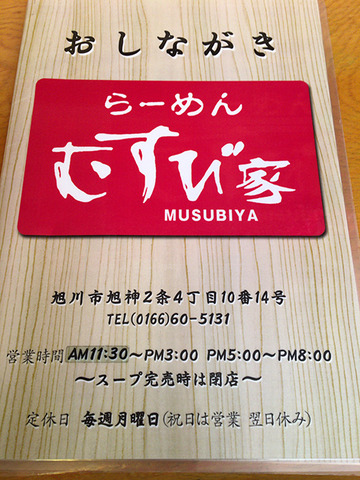 おしながき
らーめん
むすび家
MUSUBIYA
旭川市旭神2条4丁目10番14号
TEL(0166)60-5131
営業時間 AM11:30～PM3:00 PM5:00～PM8:00
～スープ完売時は閉店～
定休日 毎週月曜日(祝日は営業 翌日休み)